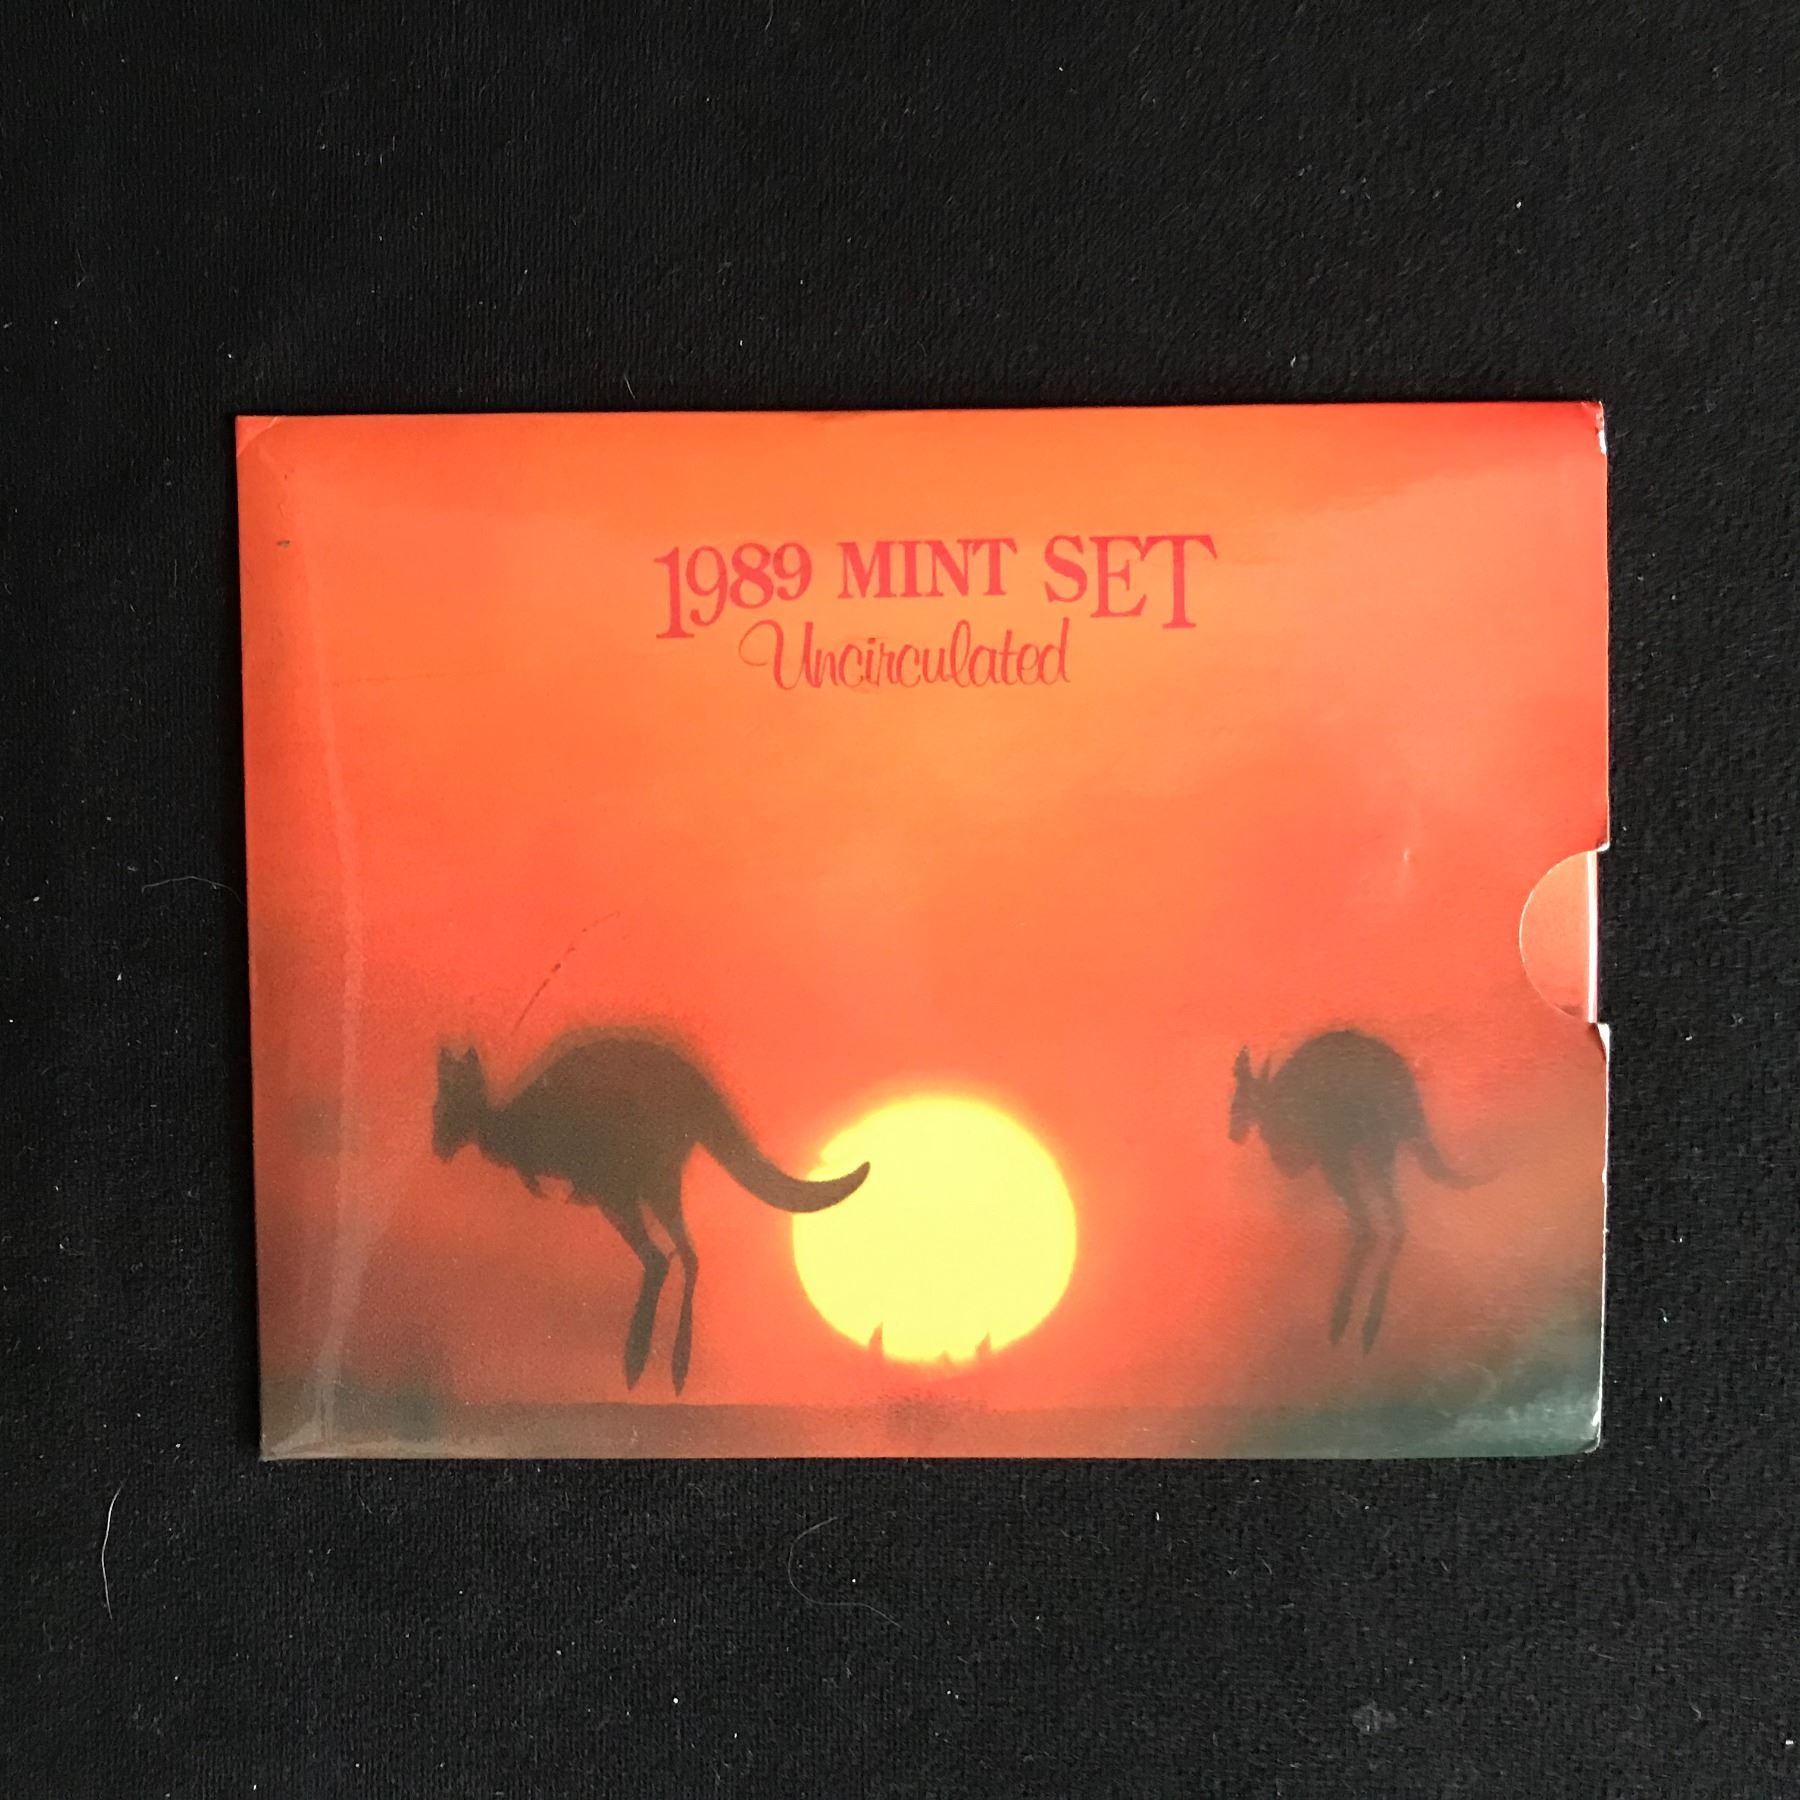 1989 MINT SET
Uncirculated